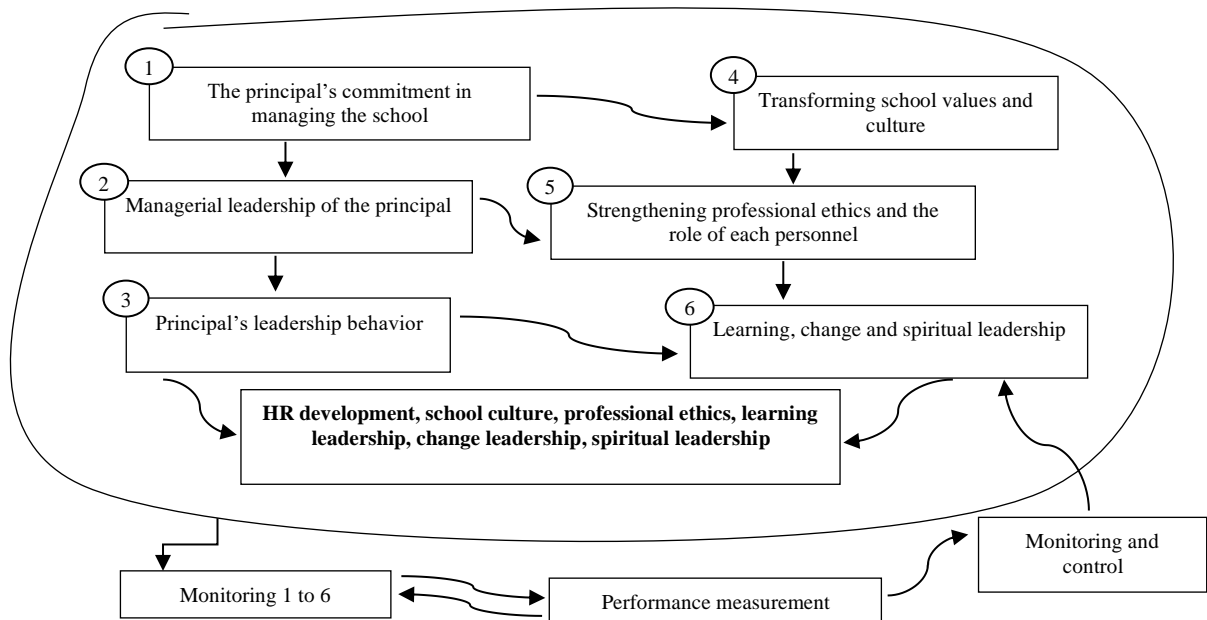 1
The principal’s commitment in
managing the school
4
Transforming school values and
culture
2
Managerial leadership of the principal
5
Strengthening professional ethics and the
role of each personnel
3
Principal’s leadership behavior
6
Learning, change and spiritual leadership
HR development, school culture, professional ethics, learning
leadership, change leadership, spiritual leadership
Monitoring and
control
Monitoring 1 to 6
Performance measurement